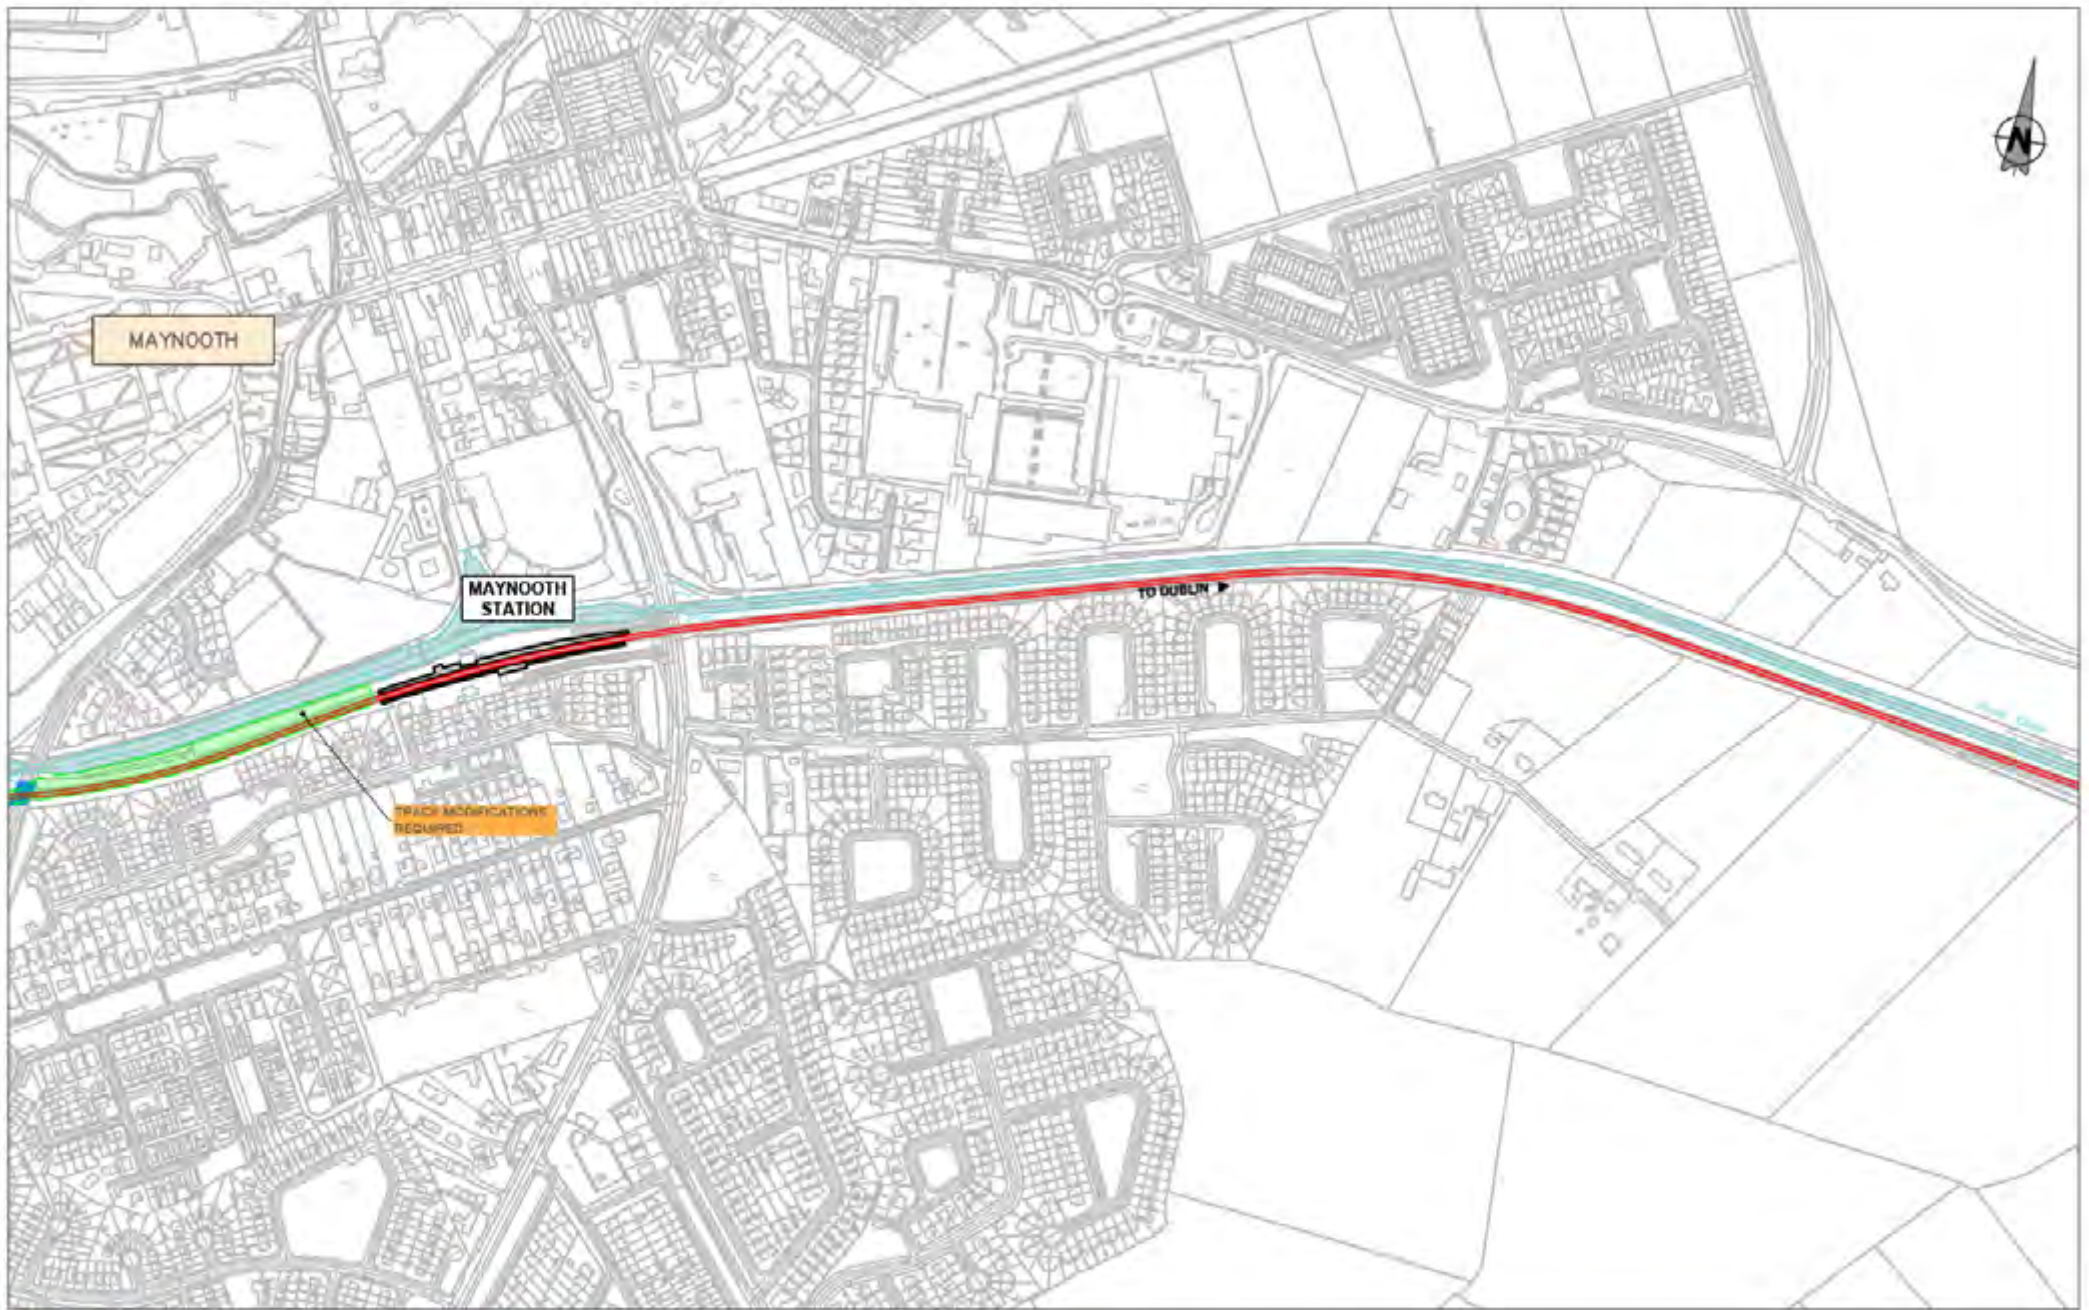 N
MAYNOOTH
MAYNOOTH
STATION
TO DUBLIN
TRACK MODIFICATIONS
REQUIRED